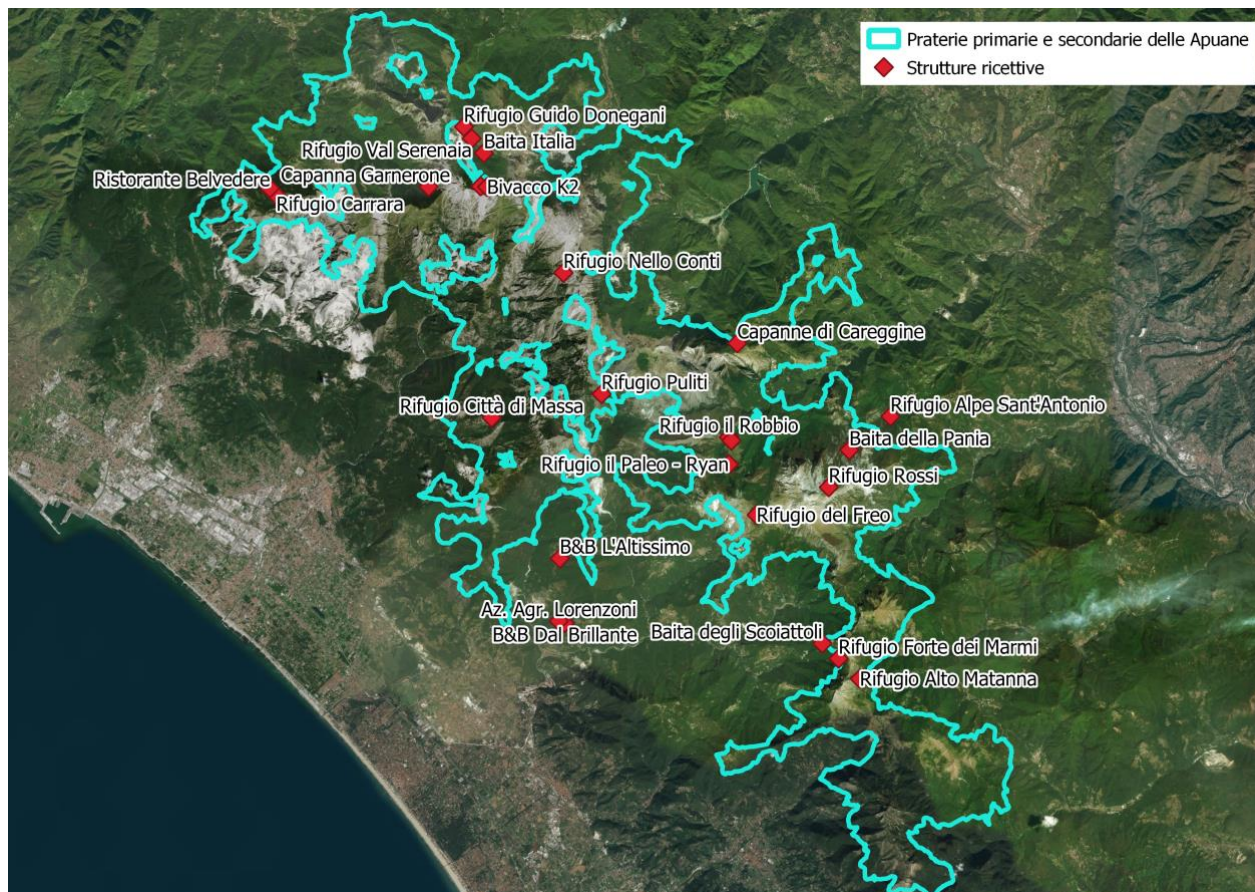 Praterie primarie e secondarie delle Apuane
Strutture ricettive
Rifugio Guido Donegani
Baita Italia
Rifugio Val Serenaia
Capanna Garnerone
Ristorante Belvedere
Bivacco K2
Rifugio Carrara
Rifugio Nello Conti
Capanne di Careggine
Rifugio Puliti
Rifugio Città di Massa
Rifugio Alpe Sant'Antonio
Rifugio il Robbio
Baita della Pania
Rifugio il Paleo - Ryan
Rifugio Rossi
Rifugio del Freo
B&B L'Altissimo
Az. Agr. Lorenzoni
B&B Dal Brillante
Baita degli Scoiattoli
Rifugio Forte dei Marmi
Rifugio Alto Matanna